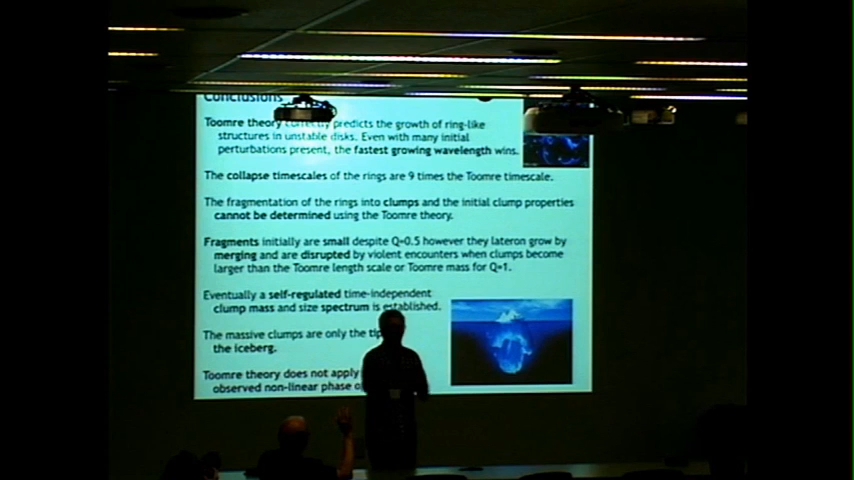 Conclusions
Toomre theory correctly predicts the growth of ring-like
structures in unstable disks. Even with many initial
perturbations present, the fastest growing wavelength wins.
The collapse timescales of the rings are 9 times the Toomre timescale.
The fragmentation of the rings into clumps and the initial clump properties
cannot be determined using the Toomre theory.
Fragments initially are small despite Q=0.5 however they lateron grow by
merging and are disrupted by violent encounters when clumps become
larger than the Toomre length scale or Toomre mass for Q=1.
Eventually a self-regulated time-independent
clump mass and size spectrum is established.
The massive clumps are only the tip
the iceberg.
Toomre theory does not apply
observed non-linear phase